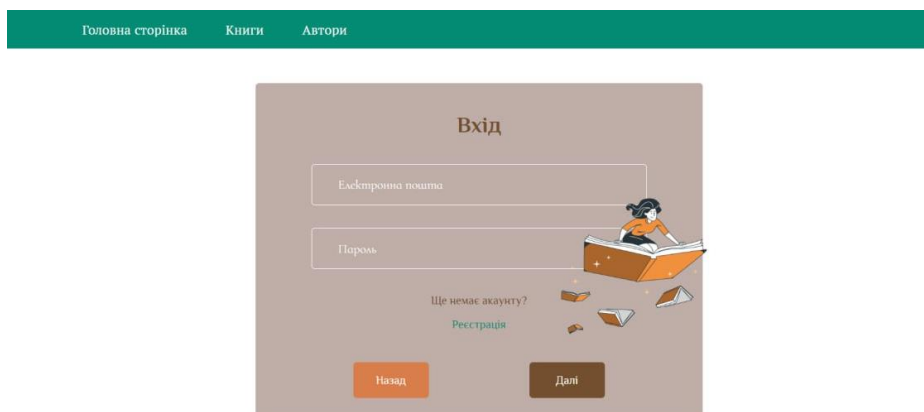 Головна сторінка Книги Автори
Вхід
Електронна пошта
Пароль
Ще немає акаунту?
Реєстрація
Назад Далі